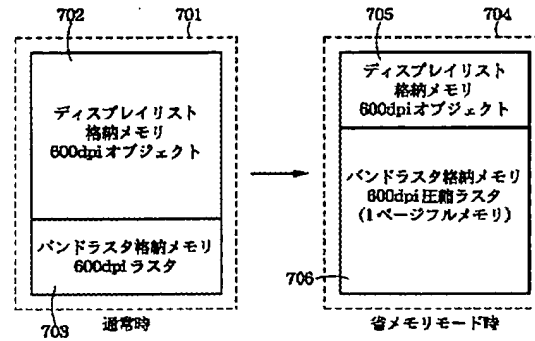 702
701
ディスプレイリスト
格納メモリ
600dpiオブジェクト
バンドラスタ格納メモリ
600dpiラスタ
703
通常時
705
704
ディスプレイリスト
格納メモリ
600dpiオブジェクト
バンドラスタ格納メモリ
600dpi圧縮ラスタ
(1ページフルメモリ)
706
省メモリモード時